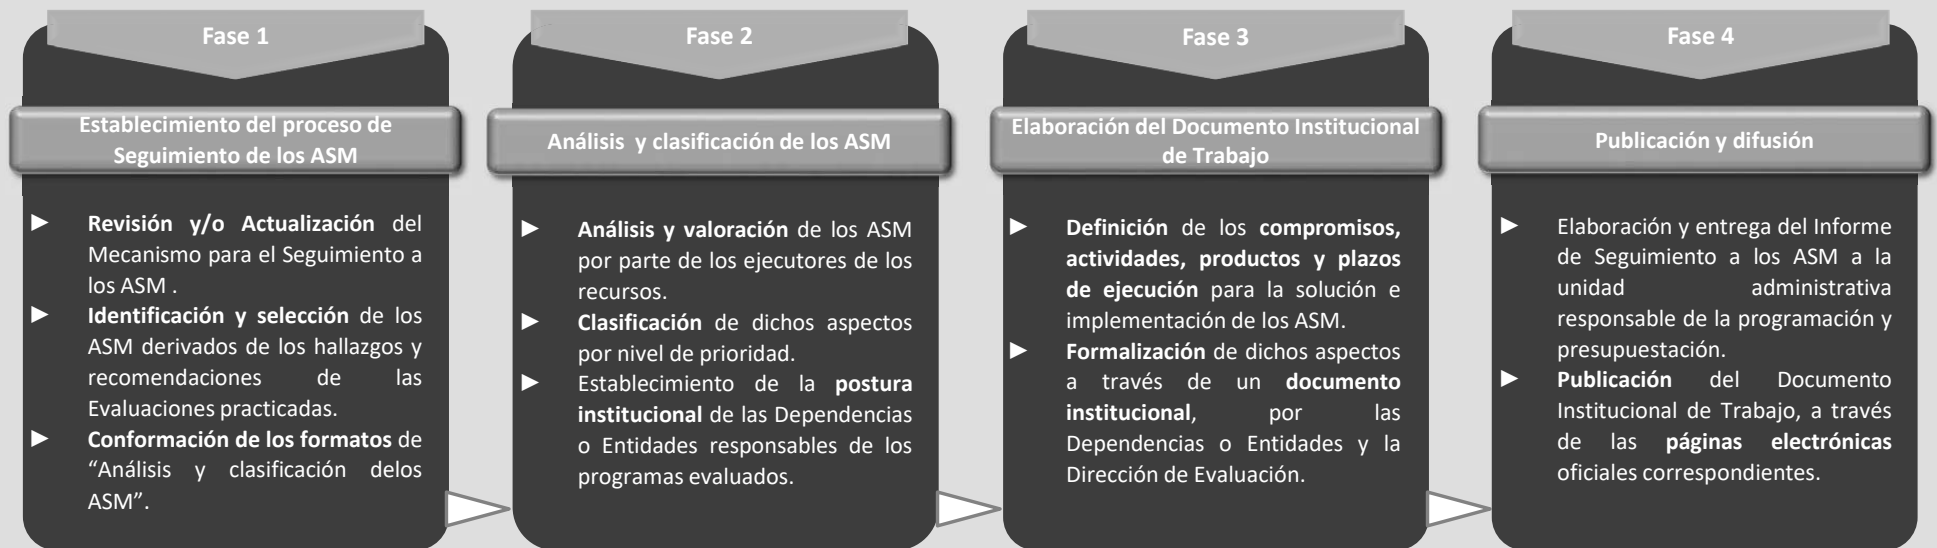 Fase 1
Establecimiento del proceso de
Seguimiento de los ASM
► Revisión y/o Actualización del
Mecanismo para el Seguimiento a
los ASM .
► Identificación y selección de los
ASM derivados de los hallazgos y
recomendaciones de las
Evaluaciones practicadas.
► Conformación de los formatos de
“Análisis y clasificación delos
ASM”.
Fase 2
Análisis y clasificación de los ASM
► Análisis y valoración de los ASM
por parte de los ejecutores de los
recursos.
► Clasificación de dichos aspectos
por nivel de prioridad.
► Establecimiento de la postura
institucional de las Dependencias
o Entidades responsables de los
programas evaluados.
Fase 3
Elaboración del Documento Institucional
de Trabajo
► Definición de los compromisos,
actividades, productos y plazos
de ejecución para la solución e
implementación de los ASM.
► Formalización de dichos aspectos
a través de un documento
institucional, por las
Dependencias o Entidades y la
Dirección de Evaluación.
Fase 4
Publicación y difusión
► Elaboración y entrega del Informe
de Seguimiento a los ASM a la
unidad administrativa
responsable de la programación y
presupuestación.
► Publicación del Documento
Institucional de Trabajo, a través
de las páginas electrónicas
oficiales correspondientes.